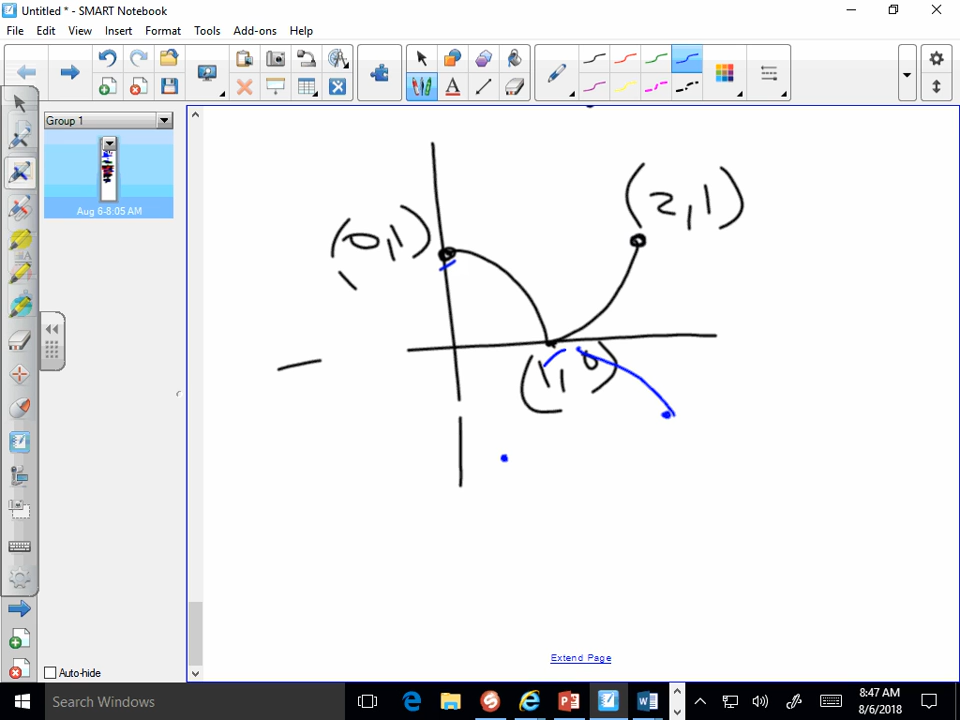 Untitled * - SMART Notebook
File Edit View Insert Format Tools Add-ons Help
Group 1
Aug 6-8:05 AM
(2,1)
(0,1)
(1,0)
Extend Page
Auto-hide
Search Windows
8:47 AM
8/6/2018